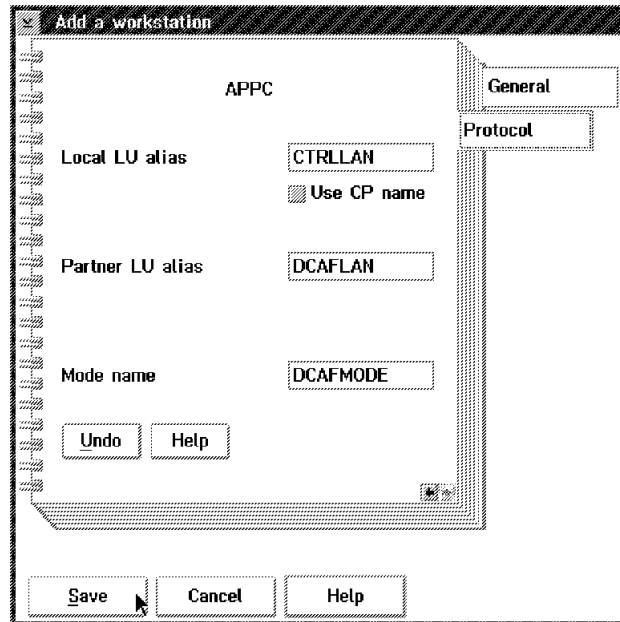 Add a workstation
APPC
General
Protocol
Local LU alias CTRLLAN
Use CP name
Partner LU alias DCAFLAN
Mode name DCAFMODE
Undo Help
Save Cancel Help